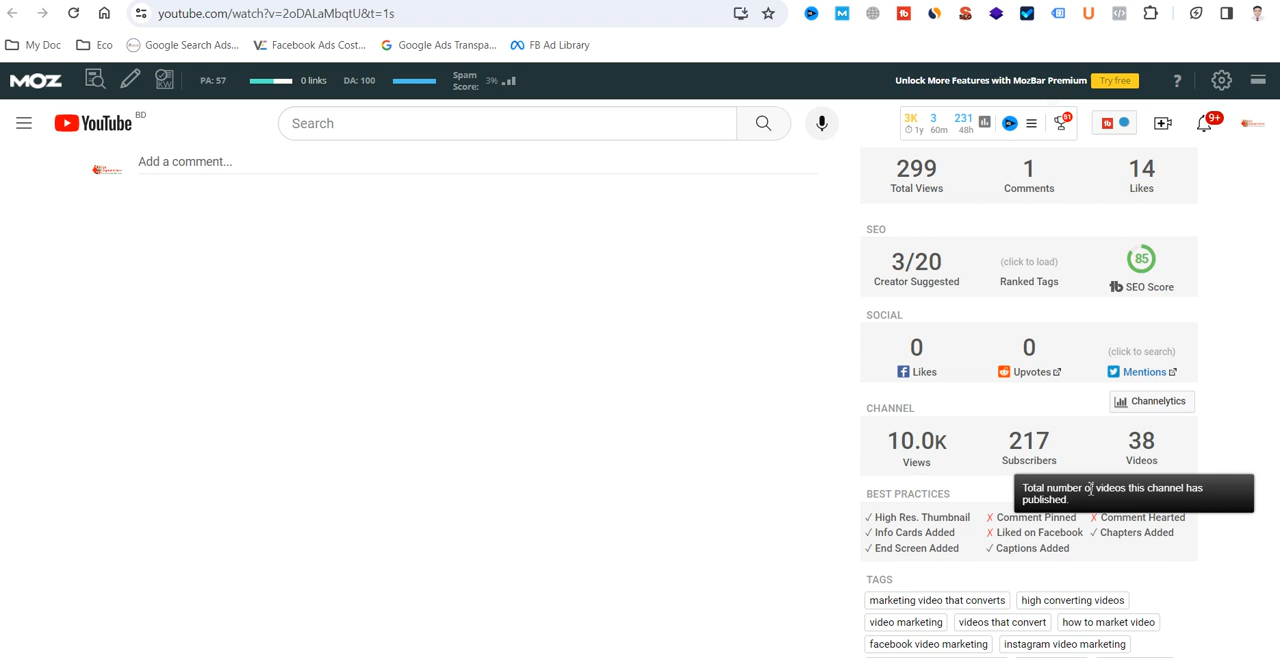 youtube.com/watch?v=2oDALaMbqtU&t=1s
My Doc Eco Google Search Ads... Facebook Ads Cost... Google Ads Transpa... FB Ad Library
MOZ PA: 57 0 links DA: 100 Spam Score: 3% Unlock More Features with MozBar Premium Try free ?
YouTube BD Search 3K 1y 3 60m 231 48h 51 9+
Add a comment...
299 1 14
Total Views Comments Likes
SEO
3/20 (click to load) 85
Creator Suggested Ranked Tags tb SEO Score
SOCIAL
0 0 (click to search)
Likes Upvotes Mentions
CHANNEL Channelytics
10.0K 217 38
Views Subscribers Videos
Total number of videos this channel has
published.
BEST PRACTICES
✓ High Res. Thumbnail ✗ Comment Pinned ✗ Comment Hearted
✓ Info Cards Added ✗ Liked on Facebook ✓ Chapters Added
✓ End Screen Added ✓ Captions Added
TAGS
marketing video that converts high converting videos
video marketing videos that convert how to market video
facebook video marketing instagram video marketing